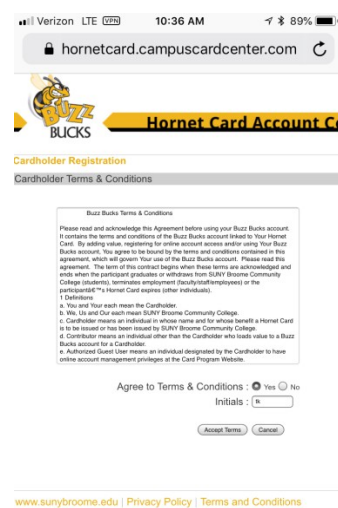 Verizon LTE VPN 10:36 AM 89%
hornetcard.campuscardcenter.com
BUZZ
BUCKS
Hornet Card Account C
Cardholder Registration
Cardholder Terms & Conditions
Buzz Bucks Terms & Conditions
Please read and acknowledge this Agreement before using your Buzz Bucks account.
It contains the terms and conditions of the Buzz Bucks account linked to Your Hornet
Card. By adding value, registering for online account access and/or using Your Buzz
Bucks account, You agree to be bound by the terms and conditions contained in this
agreement, which will govern Your use of the Buzz Bucks account. Please read this
agreement. The term of this contract begins when these terms are acknowledged and
ends when the participant graduates or withdraws from SUNY Broome Community
College (students), terminates employment (faculty/staff/employees) or the
participantâ€™s Hornet Card expires (other individuals).
1 Definitions
a. You and Your each mean the Cardholder.
b. We, Us and Our each mean SUNY Broome Community College.
c. Cardholder means an individual in whose name and for whose benefit a Hornet Card
is to be issued or has been issued by SUNY Broome Community College.
d. Contributor means an individual other than the Cardholder who loads value to a Buzz
Bucks account for a Cardholder.
e. Authorized Guest User means an individual designated by the Cardholder to have
online account management privileges at the Card Program Website.
Agree to Terms & Conditions : Yes No
Initials :
Accept Terms Cancel
www.sunybroome.edu | Privacy Policy | Terms and Conditions